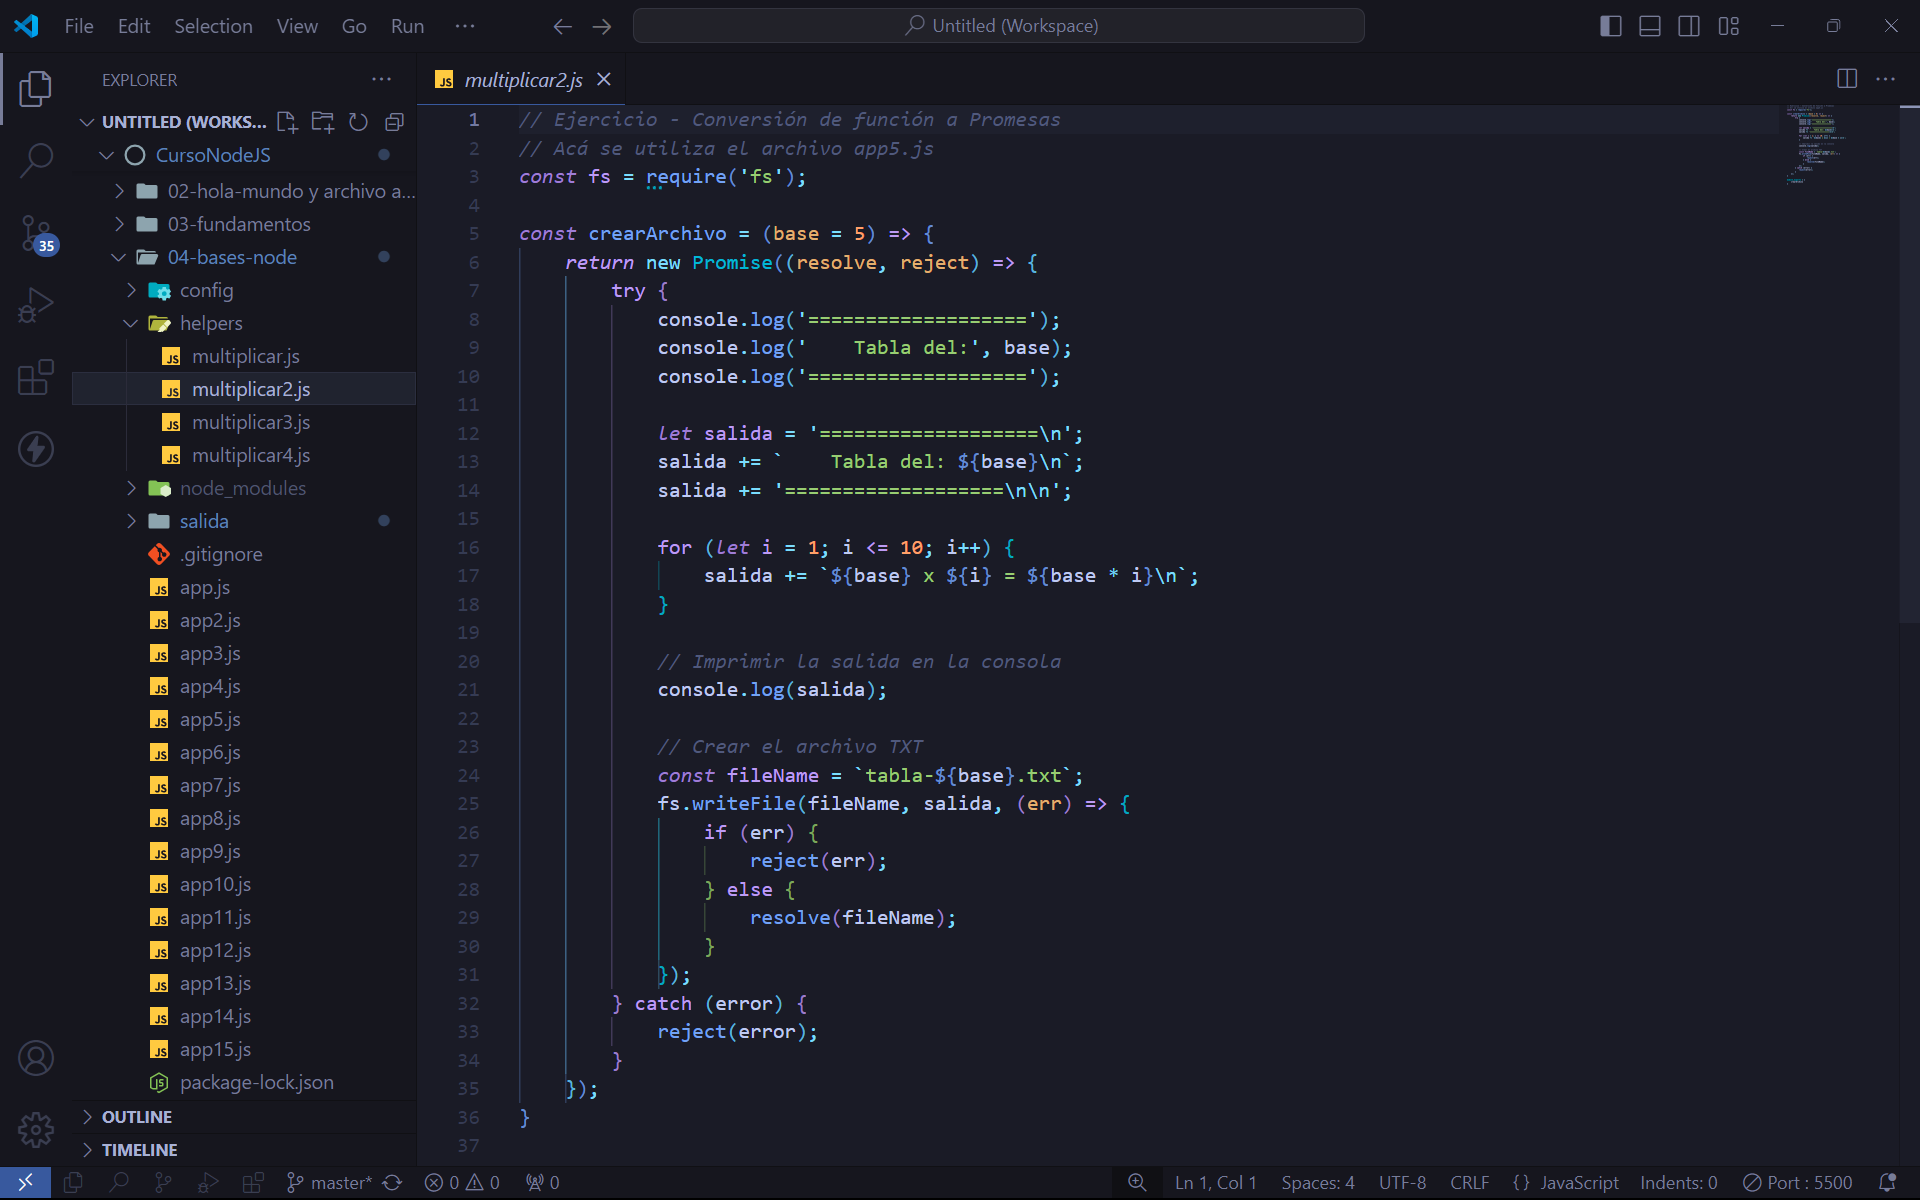 File Edit Selection View Go Run
Untitled (Workspace)
EXPLORER
UNTITLED (WORKS...
CursoNodeJS
02-hola-mundo y archivo a...
03-fundamentos
04-bases-node
config
helpers
multiplicar.js
multiplicar2.js
multiplicar3.js
multiplicar4.js
node_modules
salida
.gitignore
app.js
app2.js
app3.js
app4.js
app5.js
app6.js
app7.js
app8.js
app9.js
app10.js
app11.js
app12.js
app13.js
app14.js
app15.js
package-lock.json
OUTLINE
TIMELINE
35
multiplicar2.js
1 // Ejercicio - Conversión de función a Promesas
2 // Acá se utiliza el archivo app5.js
3 const fs = require('fs');
4
5 const crearArchivo = (base = 5) => {
6     return new Promise((resolve, reject) => {
7         try {
8             console.log('===================');
9             console.log('    Tabla del:', base);
10             console.log('===================');
11
12             let salida = '===================\n';
13             salida += `    Tabla del: ${base}\n`;
14             salida += '===================\n\n';
15
16             for (let i = 1; i <= 10; i++) {
17                 salida += `${base} x ${i} = ${base * i}\n`;
18             }
19
20             // Imprimir la salida en la consola
21             console.log(salida);
22
23             // Crear el archivo TXT
24             const fileName = `tabla-${base}.txt`;
25             fs.writeFile(fileName, salida, (err) => {
26                 if (err) {
27                     reject(err);
28                 } else {
29                     resolve(fileName);
30                 }
31             });
32         } catch (error) {
33             reject(error);
34         }
35     });
36 }
37
master* 0 0 0 Ln 1, Col 1 Spaces: 4 UTF-8 CRLF {} JavaScript Indents: 0 Port : 5500